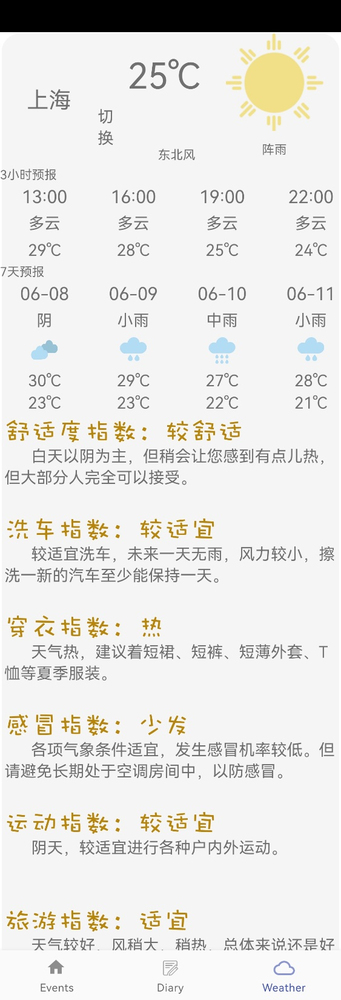 25℃
上海
切
换
东北风
阵雨
3小时预报
13:00 16:00 19:00 22:00
多云 多云 多云 多云
29℃ 28℃ 25℃ 24℃
7天预报
06-08 06-09 06-10 06-11
阴 小雨 中雨 小雨
30℃ 29℃ 27℃ 28℃
23℃ 23℃ 22℃ 21℃
舒适度指数：较舒适
白天以阴为主，但稍会让您感到有点儿热，
但大部分人完全可以接受。
洗车指数：较适宜
较适宜洗车，未来一天无雨，风力较小，擦
洗一新的汽车至少能保持一天。
穿衣指数：热
天气热，建议着短裙、短裤、短薄外套、T
恤等夏季服装。
感冒指数：少发
各项气象条件适宜，发生感冒机率较低。但
请避免长期处于空调房间中，以防感冒。
运动指数：较适宜
阴天，较适宜进行各种户内外运动。
旅游指数：适宜
天气较好，风稍大，稍热，总体来说还是好
Events Diary Weather